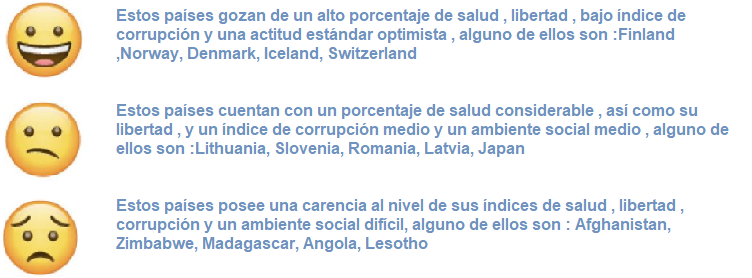 Estos países gozan de un alto porcentaje de salud , libertad , bajo índice de
corrupción y una actitud estándar optimista , alguno de ellos son :Finland
,Norway, Denmark, Iceland, Switzerland
Estos países cuentan con un porcentaje de salud considerable , así como su
libertad , y un índice de corrupción medio y un ambiente social medio , alguno de
ellos son :Lithuania, Slovenia, Romania, Latvia, Japan
Estos países posee una carencia al nivel de sus índices de salud , libertad ,
corrupción y un ambiente social difícil, alguno de ellos son : Afghanistan,
Zimbabwe, Madagascar, Angola, Lesotho